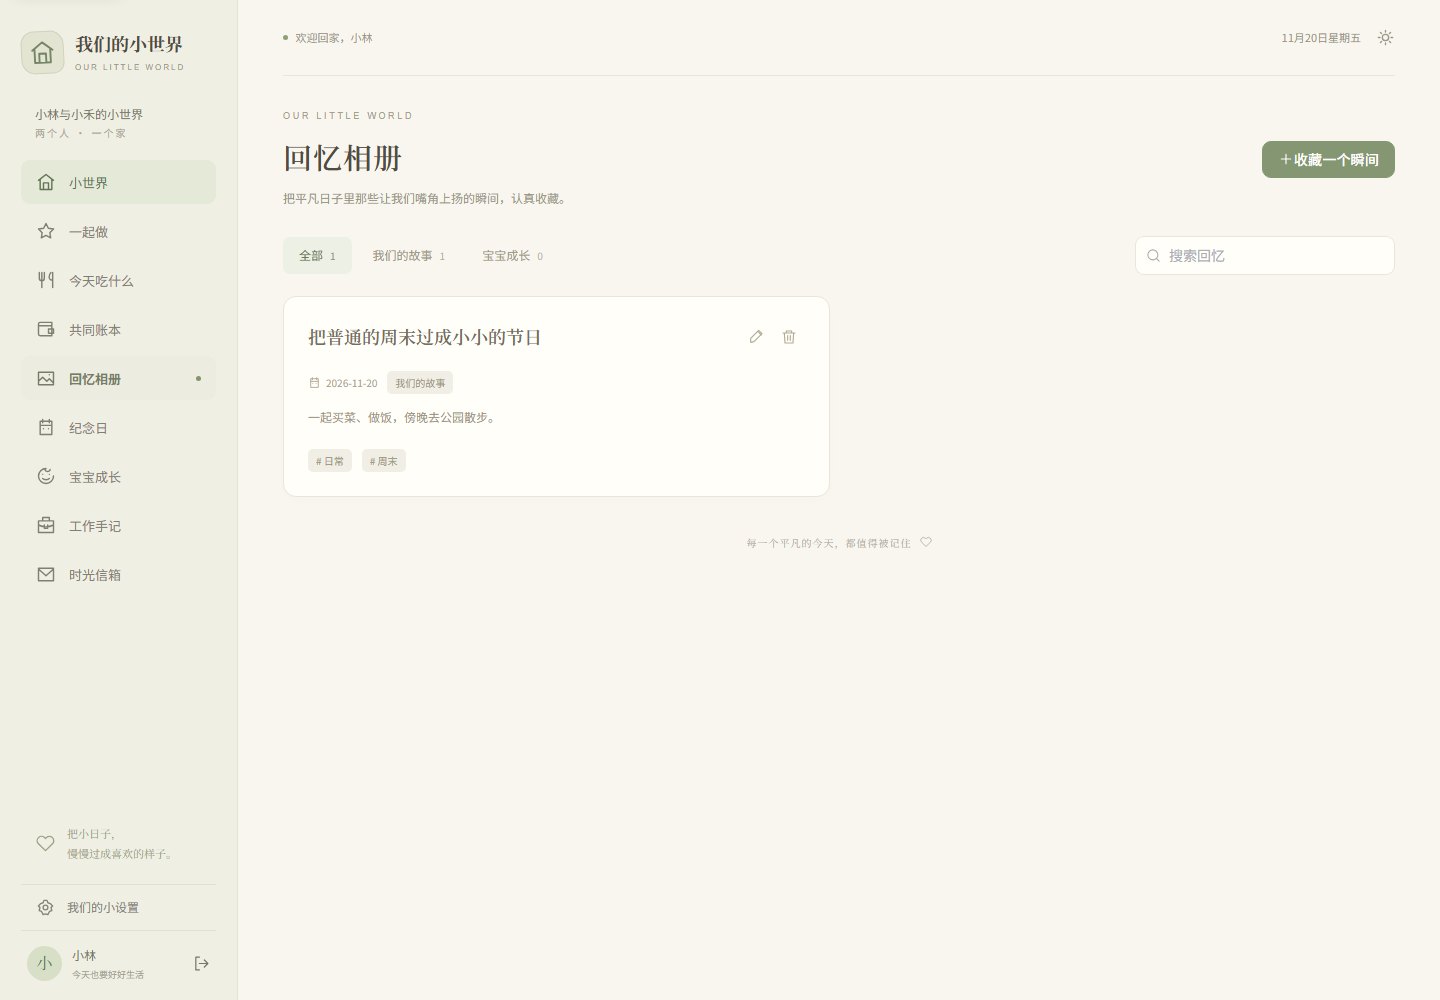 我们的小世界
OUR LITTLE WORLD
小林与小禾的小世界
两个人 · 一个家
小世界
一起做
今天吃什么
共同账本
回忆相册
纪念日
宝宝成长
工作手记
时光信箱
把小日子，
慢慢过成喜欢的样子。
我们的小设置
小
小林
今天也要好好生活
欢迎回家，小林
11月20日星期五
OUR LITTLE WORLD
回忆相册
＋收藏一个瞬间
把平凡日子里那些让我们嘴角上扬的瞬间，认真收藏。
全部 1 我们的故事 1 宝宝成长 0
搜索回忆
把普通的周末过成小小的节日
2026-11-20 我们的故事
一起买菜、做饭，傍晚去公园散步。
# 日常 # 周末
每一个平凡的今天，都值得被记住